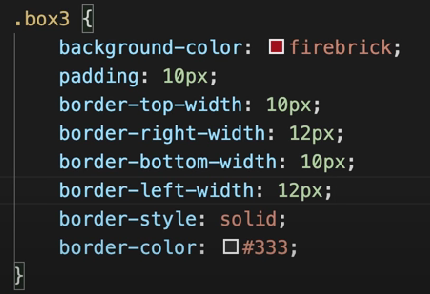 .box3 {
background-color: firebrick;
padding: 10px;
border-top-width: 10px;
border-right-width: 12px;
border-bottom-width: 10px;
border-left-width: 12px;
border-style: solid;
border-color: #333;
}